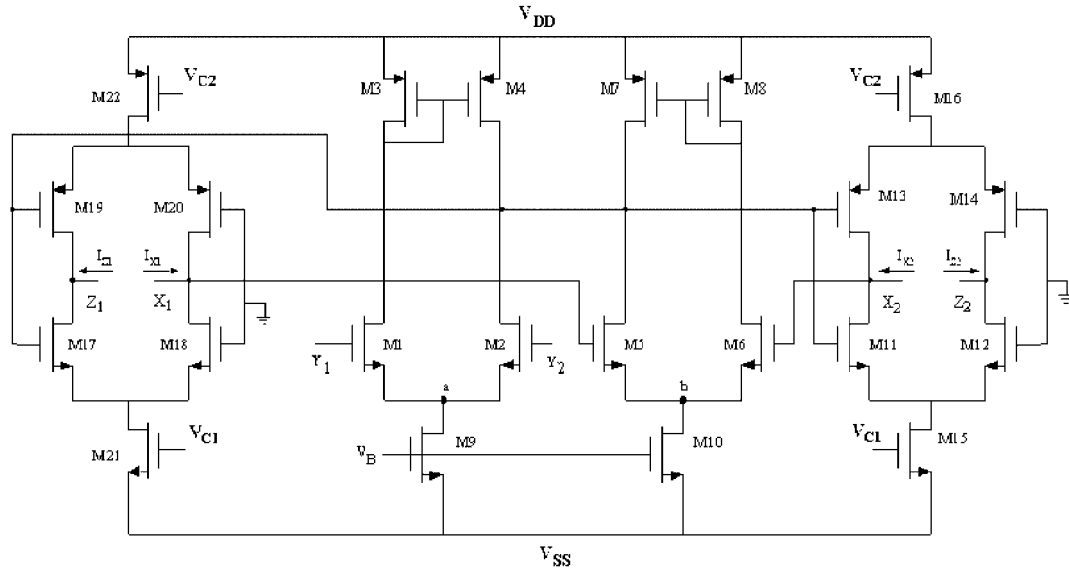 V_DD
V_C2
V_C2
M22
M3
M4
M7
M8
M16
M19
M20
M13
M14
I_Z1
I_X1
I_X2
I_Z2
Z_1
X_1
X_2
Z_2
M17
M18
M1
M2
M5
M6
M11
M12
Y_1
Y_2
a
b
V_C1
V_C1
M21
V_B
M9
M10
M15
V_SS